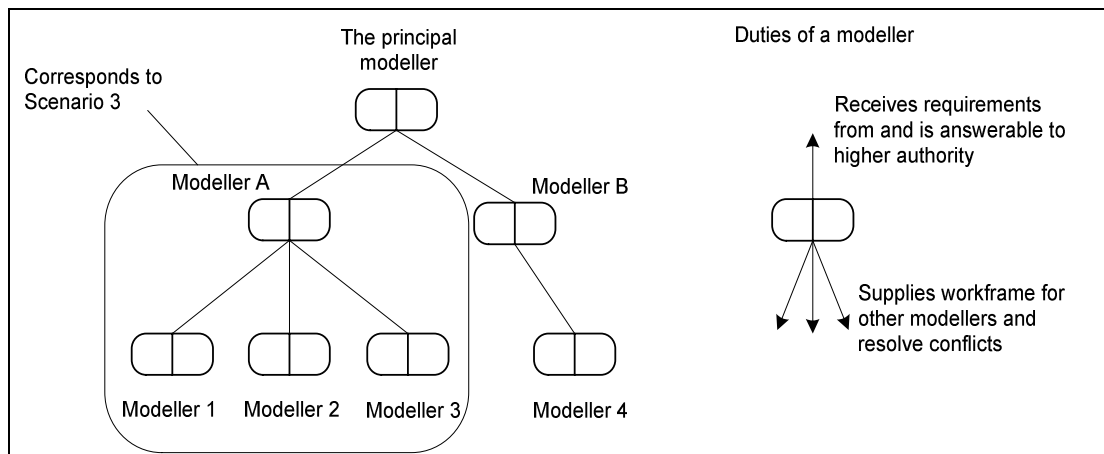 The principal
modeller
Duties of a modeller
Corresponds to
Scenario 3
Receives requirements
from and is answerable to
higher authority
Modeller A
Modeller B
Supplies workframe for
other modellers and
resolve conflicts
Modeller 1
Modeller 2
Modeller 3
Modeller 4